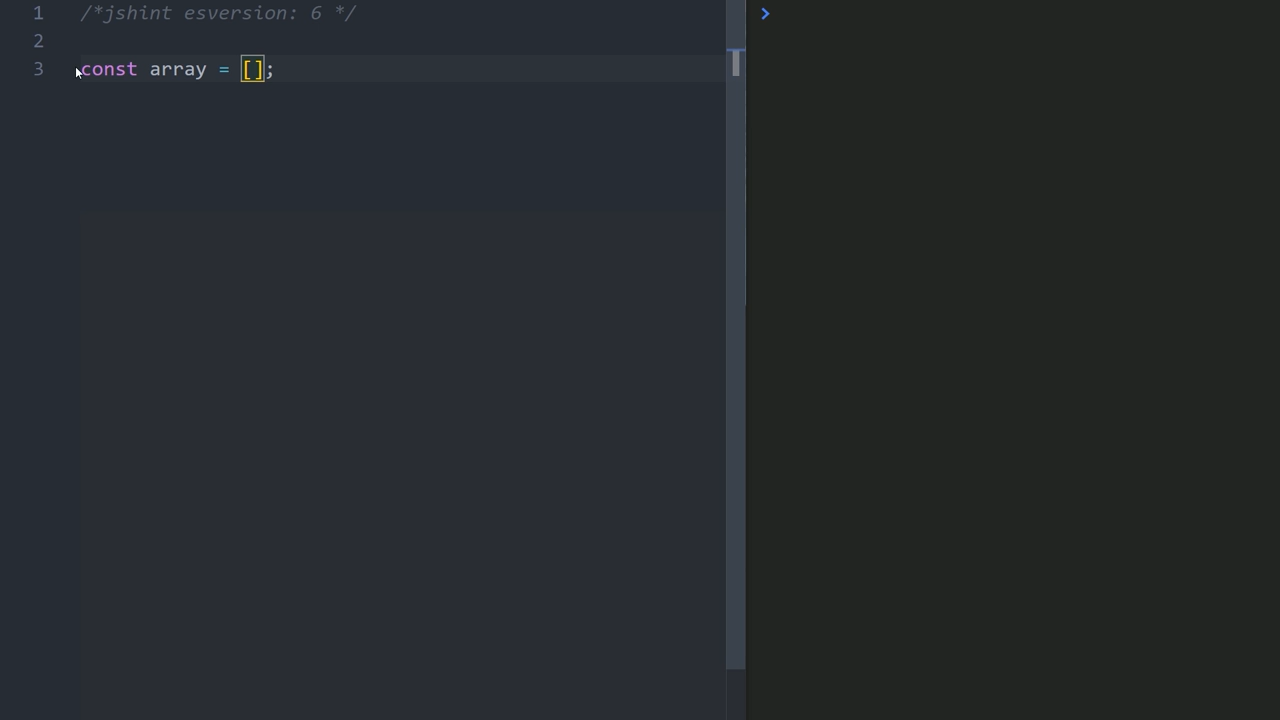 1 /*jshint esversion: 6 */
2
3 const array = [];
>